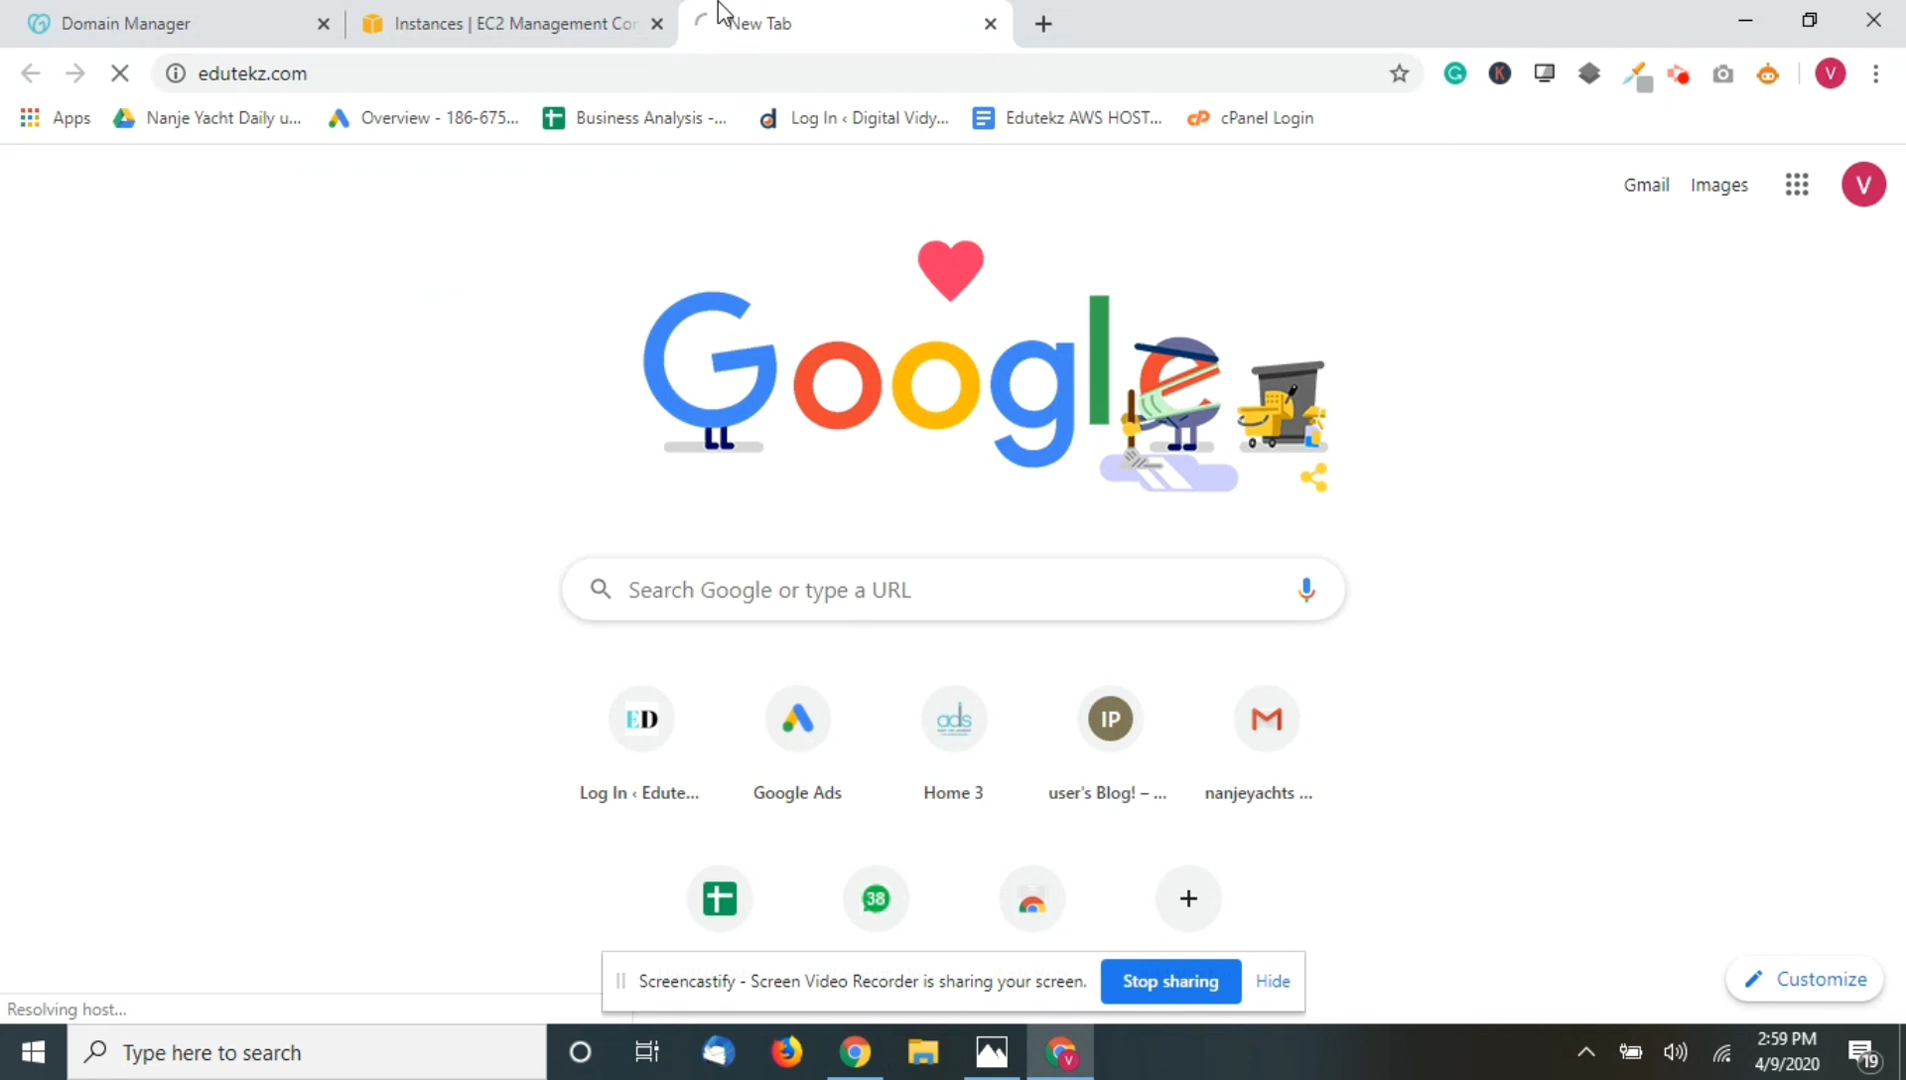 Domain Manager
Instances | EC2 Management Cor
New Tab
edutekz.com
K
V
Apps
Nanje Yacht Daily u...
Overview - 186-675...
Business Analysis -...
Log In ‹ Digital Vidy...
Edutekz AWS HOST...
cP
cPanel Login
Gmail
Images
V
Google
Search Google or type a URL
ED
ads
IP
Log In ‹ Edute...
Google Ads
Home 3
user's Blog! – ...
nanjeyachts ...
38
Screencastify - Screen Video Recorder is sharing your screen.
Stop sharing
Hide
Customize
Resolving host...
Type here to search
V
2:59 PM
4/9/2020
19